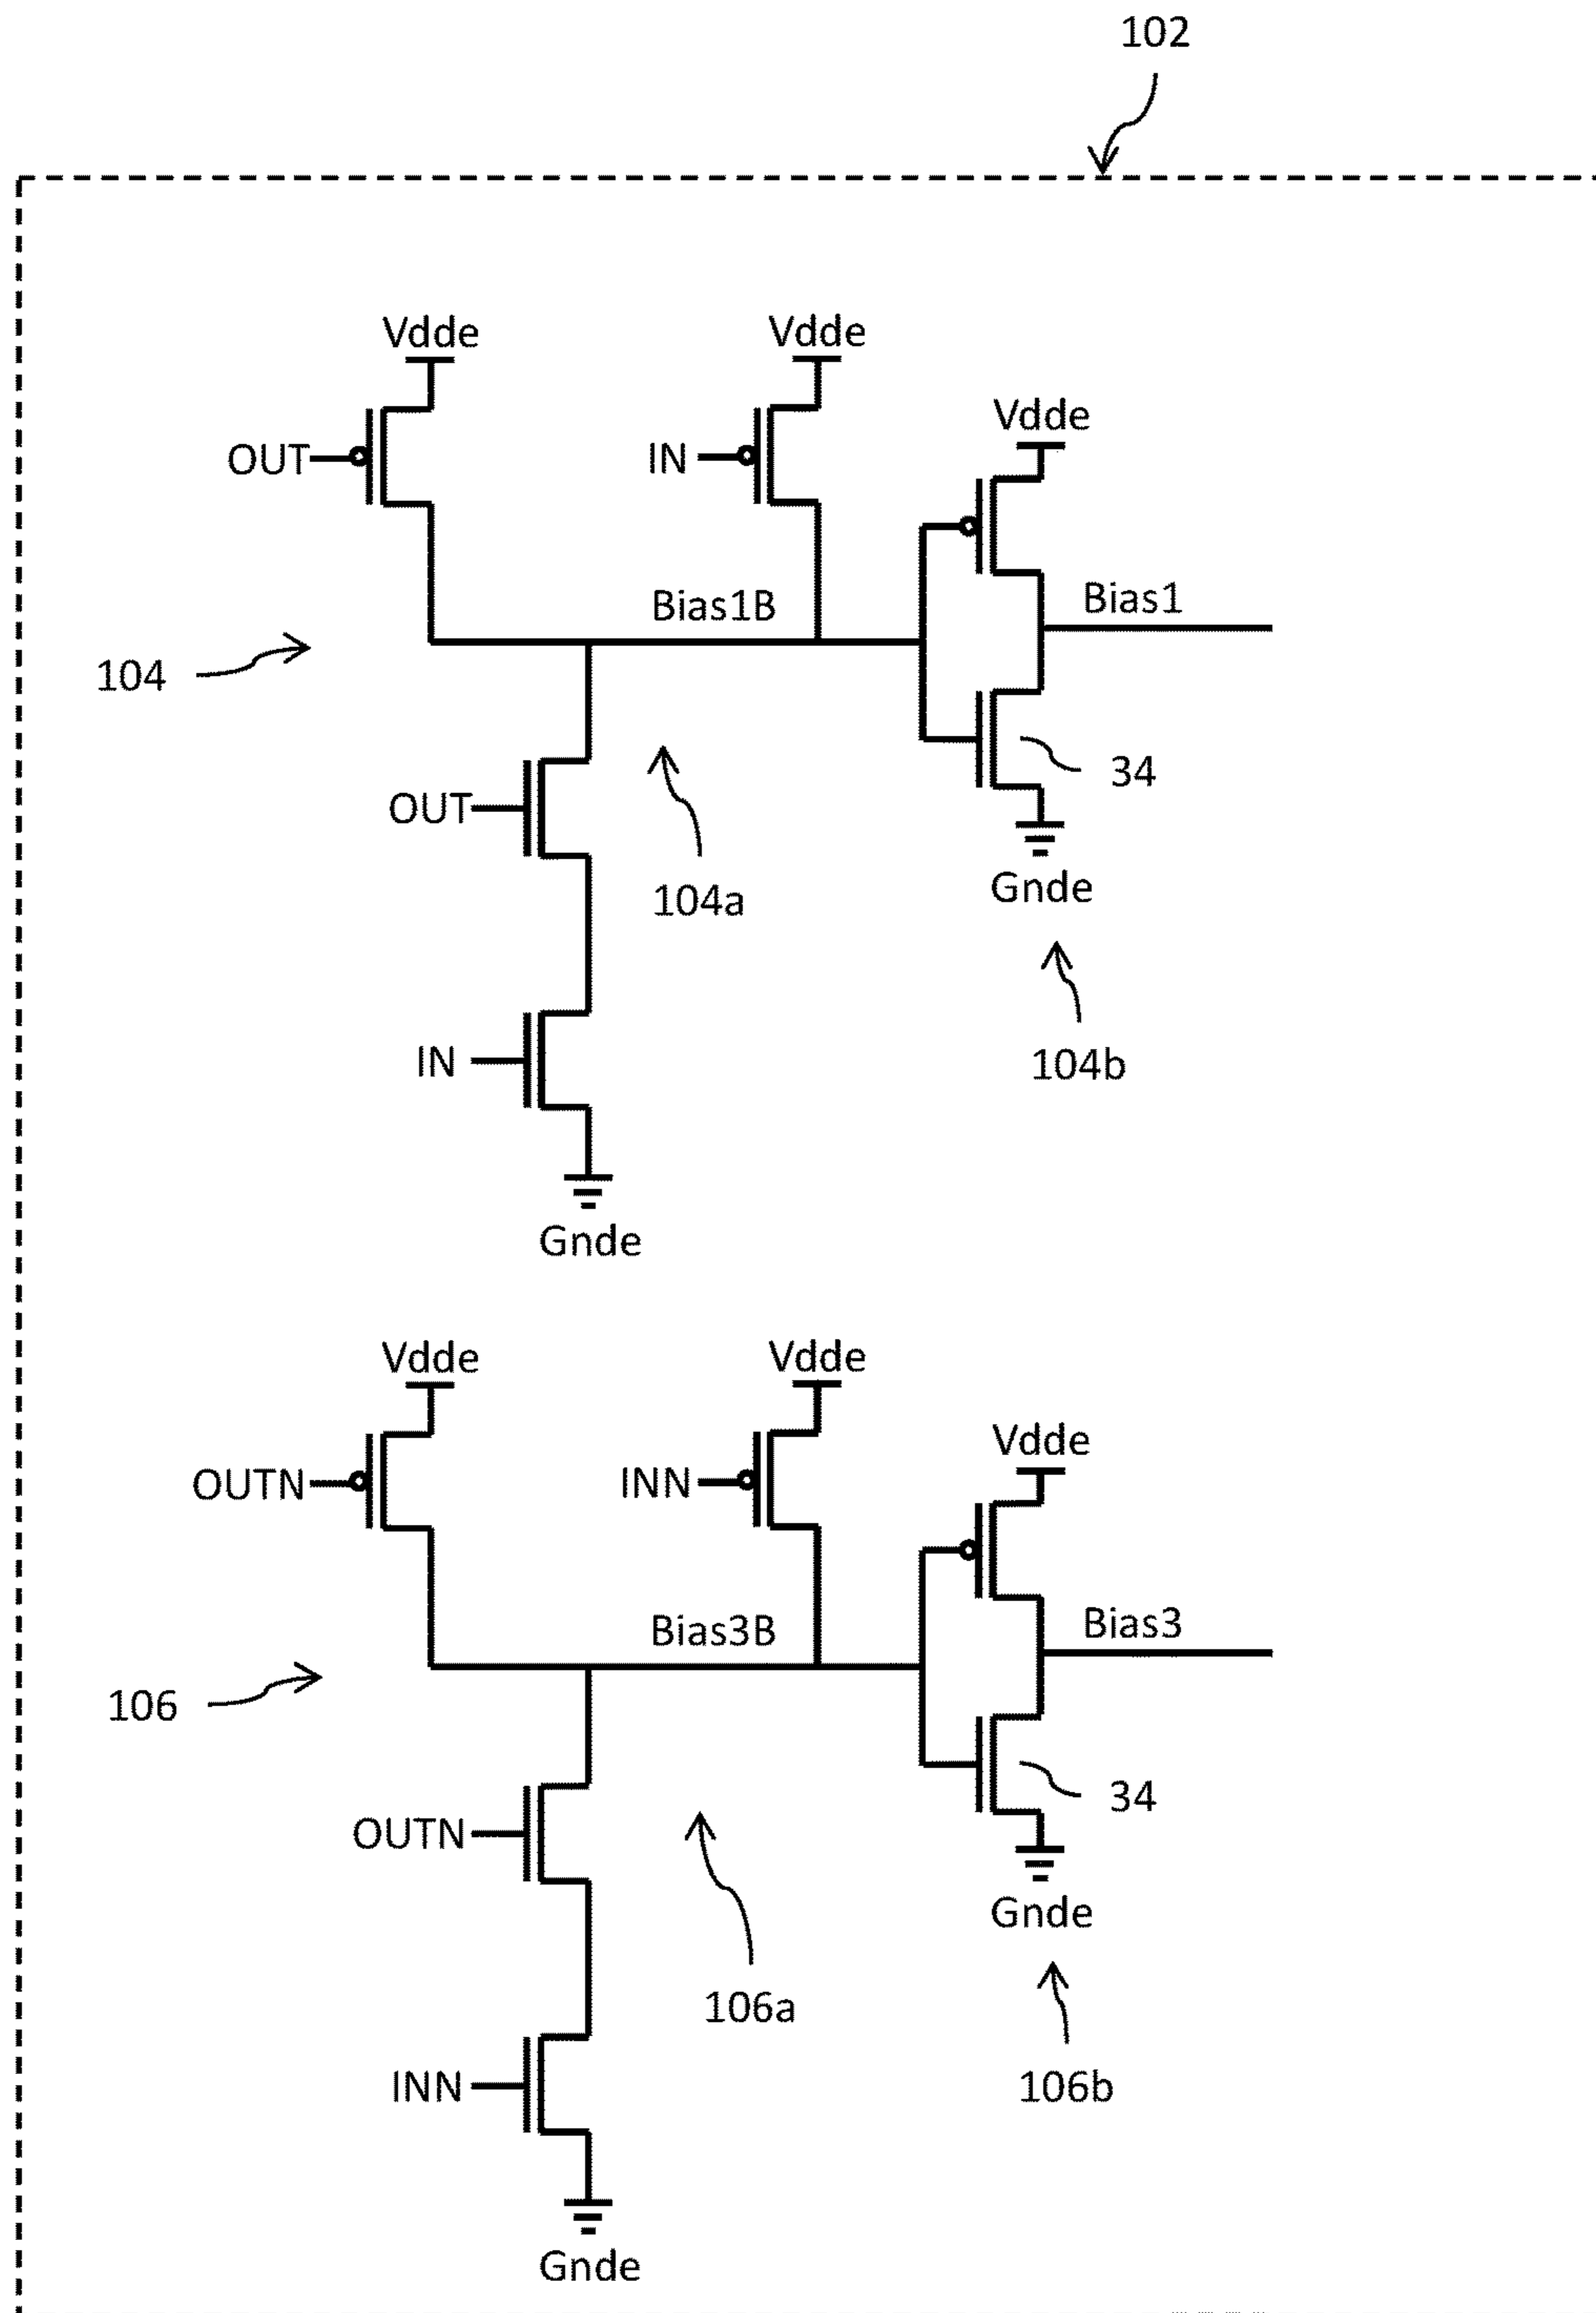 102
Vdde
Vdde
Vdde
OUT
IN
Bias1B
Bias1
104
34
OUT
104a
Gnde
IN
104b
Gnde
Vdde
Vdde
Vdde
OUTN
INN
Bias3B
Bias3
106
34
OUTN
Gnde
106a
INN
106b
Gnde